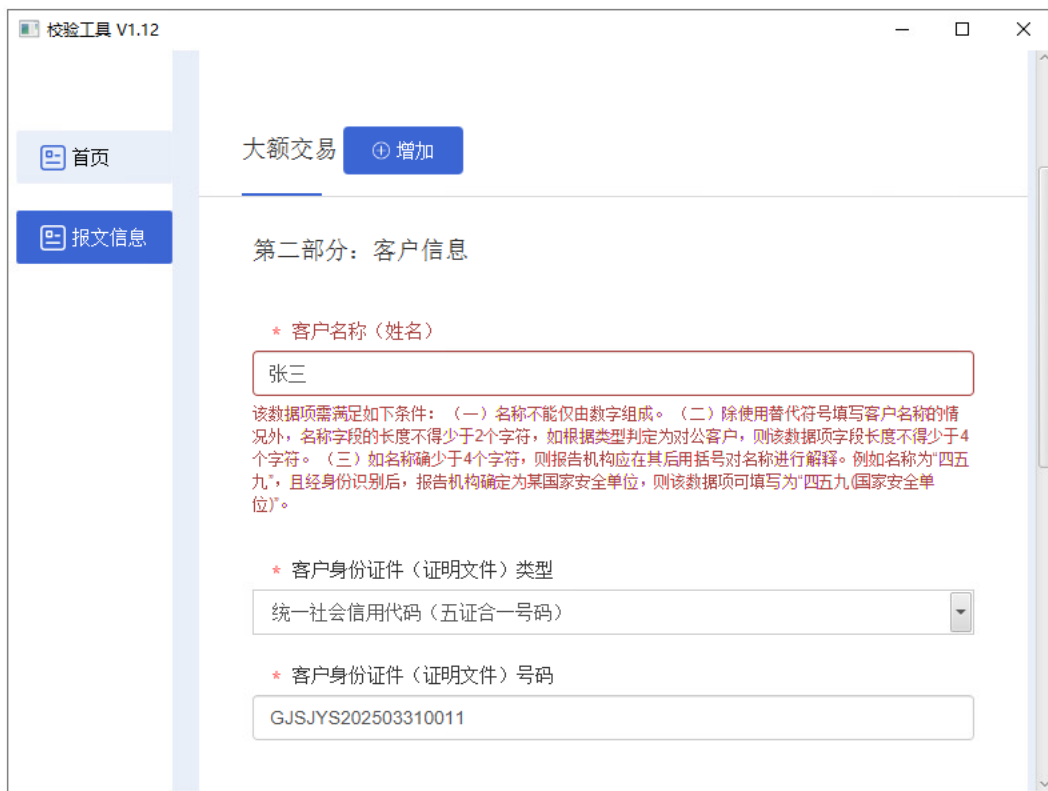 校验工具 V1.12
首页
报文信息
大额交易
增加
第二部分：客户信息
* 客户名称（姓名）
张三
该数据项需满足如下条件：（一）名称不能仅由数字组成。（二）除使用替代符号填写客户名称的情
况外，名称字段的长度不得少于2个字符，如根据类型判定为对公客户，则该数据项字段长度不得少于4
个字符。（三）如名称确少于4个字符，则报告机构应在其后用括号对名称进行解释。例如名称为“四五
九”，且经身份识别后，报告机构确定为某国家安全单位，则该数据项可填写为“四五九(国家安全单
位)”。
* 客户身份证件（证明文件）类型
统一社会信用代码（五证合一号码）
* 客户身份证件（证明文件）号码
GJSJYS202503310011